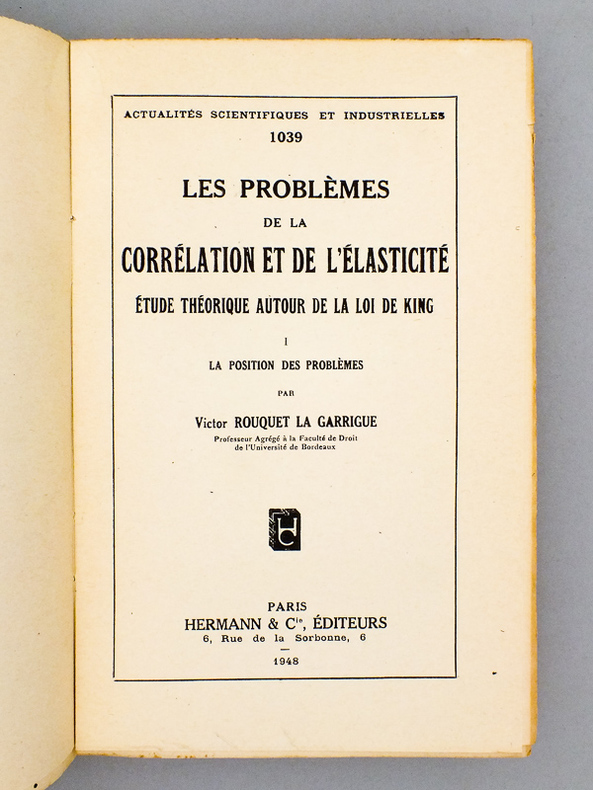 ACTUALITÉS SCIENTIFIQUES ET INDUSTRIELLES
1039
LES PROBLÈMES
DE LA
CORRÉLATION ET DE L'ÉLASTICITÉ
ÉTUDE THÉORIQUE AUTOUR DE LA LOI DE KING
I
LA POSITION DES PROBLÈMES
PAR
Victor ROUQUET LA GARRIGUE
Professeur Agrégé à la Faculté de Droit
de l'Université de Bordeaux
HC
PARIS
HERMANN & Cie, ÉDITEURS
6, Rue de la Sorbonne, 6
1948